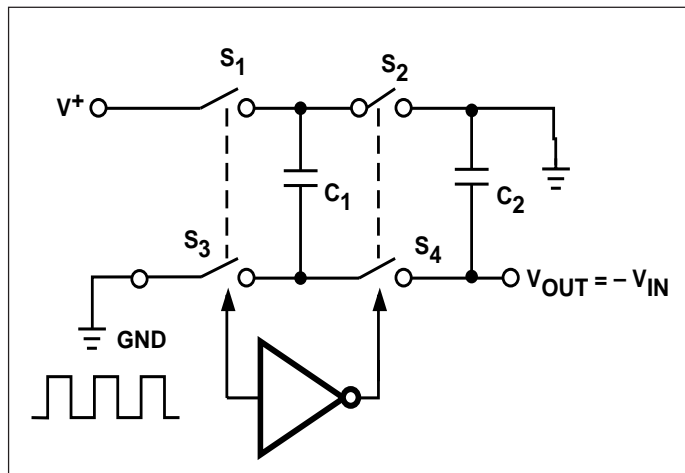 S1
S2
V+
C1
C2
S3
S4
VOUT = – VIN
GND